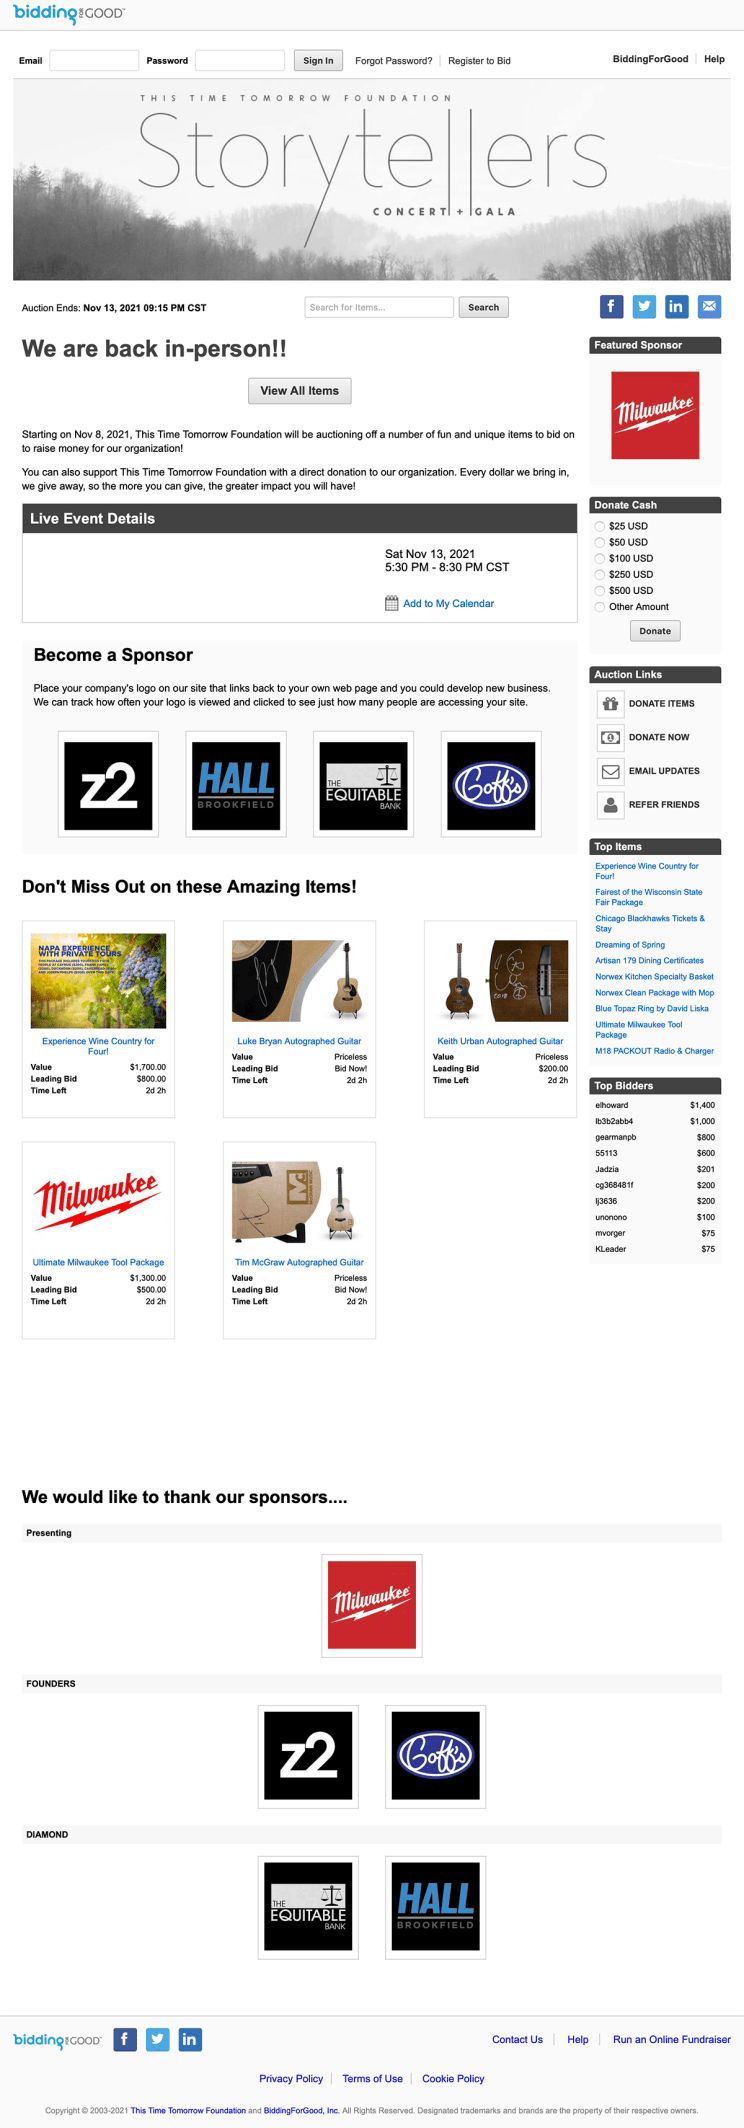 biddingFORGOOD™
Email
Password
Sign In
Forgot Password?
Register to Bid
BiddingForGood
Help
THIS TIME TOMORROW FOUNDATION
Storytellers
CONCERT + GALA
Auction Ends: Nov 13, 2021 09:15 PM CST
Search for Items...
Search
We are back in-person!!
View All Items
Starting on Nov 8, 2021, This Time Tomorrow Foundation will be auctioning off a number of fun and unique items to bid on
to raise money for our organization!
You can also support This Time Tomorrow Foundation with a direct donation to our organization. Every dollar we bring in,
we give away, so the more you can give, the greater impact you will have!
Live Event Details
Sat Nov 13, 2021
5:30 PM - 8:30 PM CST
Add to My Calendar
Become a Sponsor
Place your company's logo on our site that links back to your own web page and you could develop new business.
We can track how often your logo is viewed and clicked to see just how many people are accessing your site.
z2
HALL
BROOKFIELD
THE
EQUITABLE
BANK
Goff's
Don't Miss Out on these Amazing Items!
NAPA EXPERIENCE
WITH PRIVATE TOURS
Experience Wine Country for
Four!
Value $1,700.00
Leading Bid $800.00
Time Left 2d 2h
Luke Bryan Autographed Guitar
Value Priceless
Leading Bid Bid Now!
Time Left 2d 2h
Keith Urban Autographed Guitar
Value Priceless
Leading Bid $200.00
Time Left 2d 2h
Milwaukee
Ultimate Milwaukee Tool Package
Value $1,300.00
Leading Bid $500.00
Time Left 2d 2h
Tim McGraw Autographed Guitar
Value Priceless
Leading Bid Bid Now!
Time Left 2d 2h
Featured Sponsor
Milwaukee
Donate Cash
$25 USD
$50 USD
$100 USD
$250 USD
$500 USD
Other Amount
Donate
Auction Links
DONATE ITEMS
DONATE NOW
EMAIL UPDATES
REFER FRIENDS
Top Items
Experience Wine Country for
Four!
Fairest of the Wisconsin State
Fair Package
Chicago Blackhawks Tickets &
Stay
Dreaming of Spring
Artisan 179 Dining Certificates
Norwex Kitchen Specialty Basket
Norwex Clean Package with Mop
Blue Topaz Ring by David Liska
Ultimate Milwaukee Tool
Package
M18 PACKOUT Radio & Charger
Top Bidders
elhoward $1,400
lb3b2abb4 $1,000
gearmanpb $800
55113 $600
Jadzia $201
cg368481f $200
lj3636 $200
unonono $100
mvorger $75
KLeader $75
We would like to thank our sponsors....
Presenting
Milwaukee
FOUNDERS
z2
Goff's
DIAMOND
THE
EQUITABLE
BANK
HALL
BROOKFIELD
biddingFORGOOD
Contact Us
Help
Run an Online Fundraiser
Privacy Policy
Terms of Use
Cookie Policy
Copyright © 2003-2021 This Time Tomorrow Foundation and BiddingForGood, Inc. All Rights Reserved. Designated trademarks and brands are the property of their respective owners.